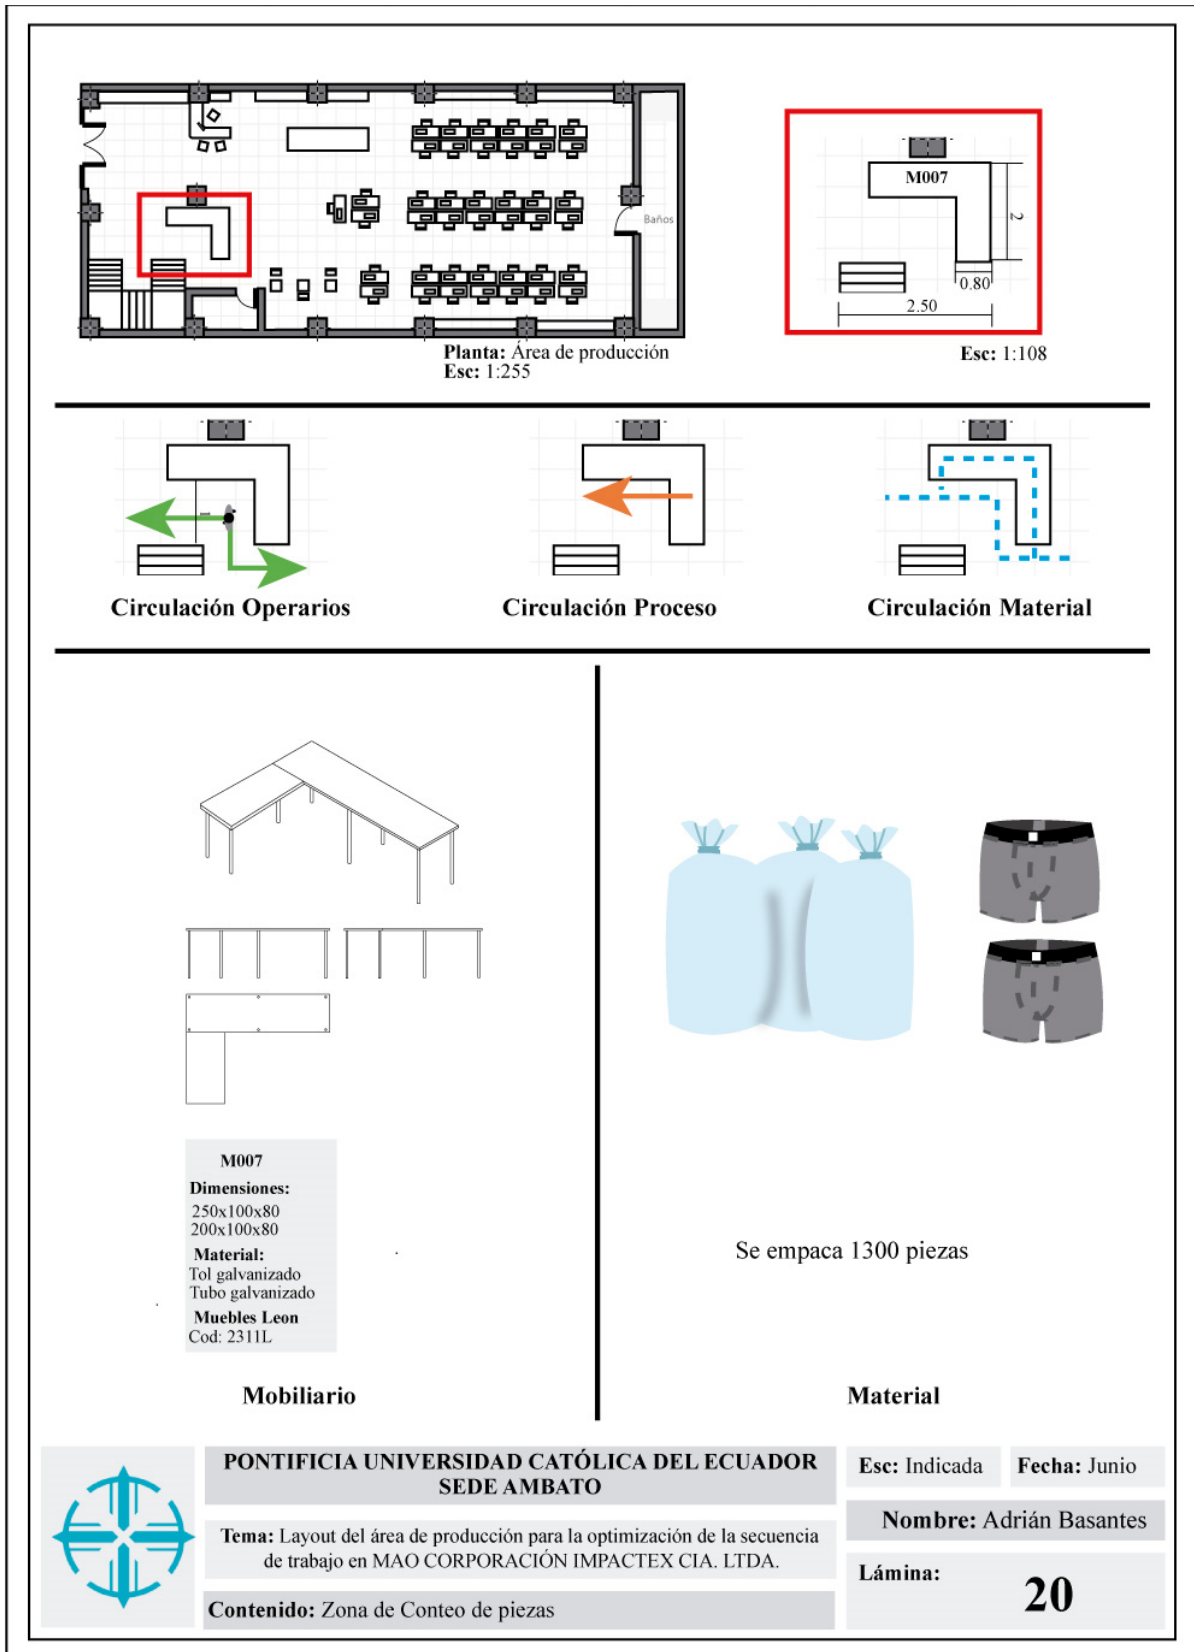 Baños
Planta: Área de producción
Esc: 1:255
M007
2
0.80
2.50
Esc: 1:108
Circulación Operarios
Circulación Proceso
Circulación Material
M007
Dimensiones:
250x100x80
200x100x80
Material:
Tol galvanizado
Tubo galvanizado
Muebles Leon
Cod: 2311L
Mobiliario
Se empaca 1300 piezas
Material
PONTIFICIA UNIVERSIDAD CATÓLICA DEL ECUADOR
SEDE AMBATO
Tema: Layout del área de producción para la optimización de la secuencia
de trabajo en MAO CORPORACIÓN IMPACTEX CIA. LTDA.
Contenido: Zona de Conteo de piezas
Esc: Indicada
Fecha: Junio
Nombre: Adrián Basantes
Lámina:
20